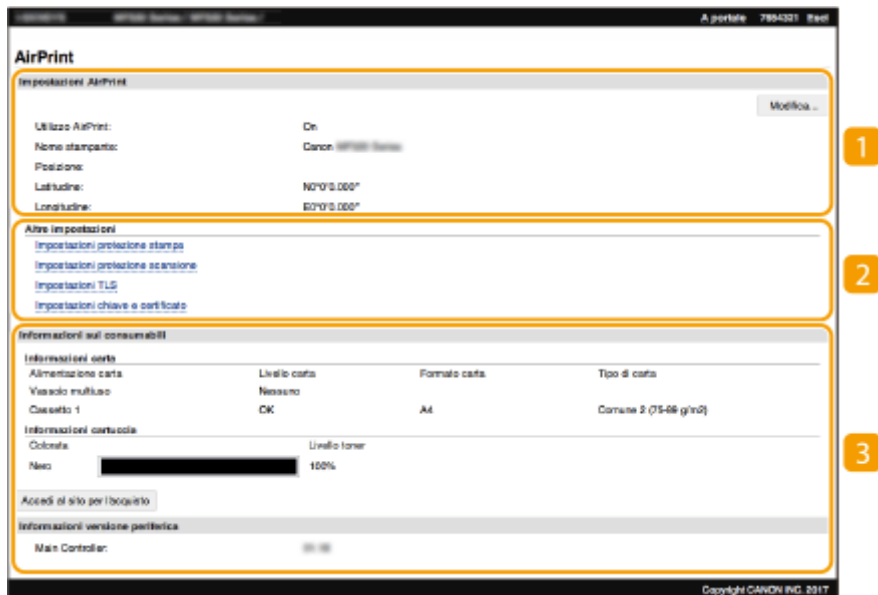 A portale 7654321 Esci
AirPrint
Impostazioni AirPrint
Modifica...
Utilizzo AirPrint: On
Nome stampante: Canon
Posizione:
Latitudine: N0°0'0.000"
Longitudine: E0°0'0.000"
1
Altre impostazioni
Impostazioni protezione stampa
Impostazioni protezione scansione
Impostazioni TLS
Impostazioni chiave e certificato
2
Informazioni sui consumabili
Informazioni carta
Alimentazione carta Livello carta Formato carta Tipo di carta
Vassoio multiuso Nessuno
Cassetto 1 OK A4 Comune 2 (75-89 g/m2)
Informazioni cartuccia
Livello toner
Nero 100%
3
Accedi al sito per l'acquisto
Informazioni versione periferica
Main Controller:
Copyright CANON INC. 2017